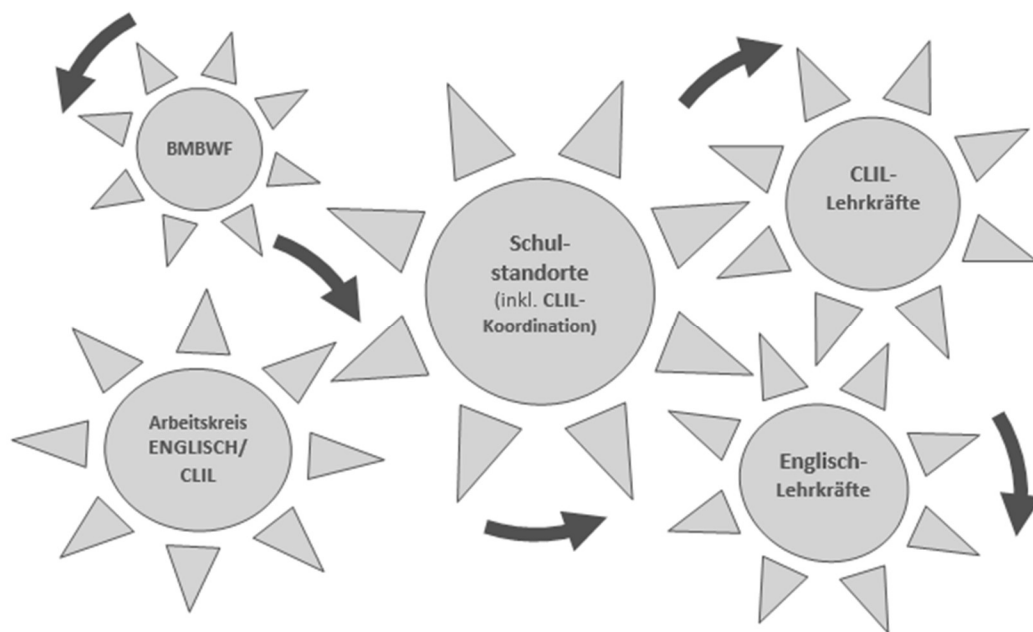 BMBWF
Schul-
standorte
(inkl. CLIL-
Koordination)
CLIL-
Lehrkräfte
Arbeitskreis
ENGLISCH/
CLIL
Englisch-
Lehrkräfte